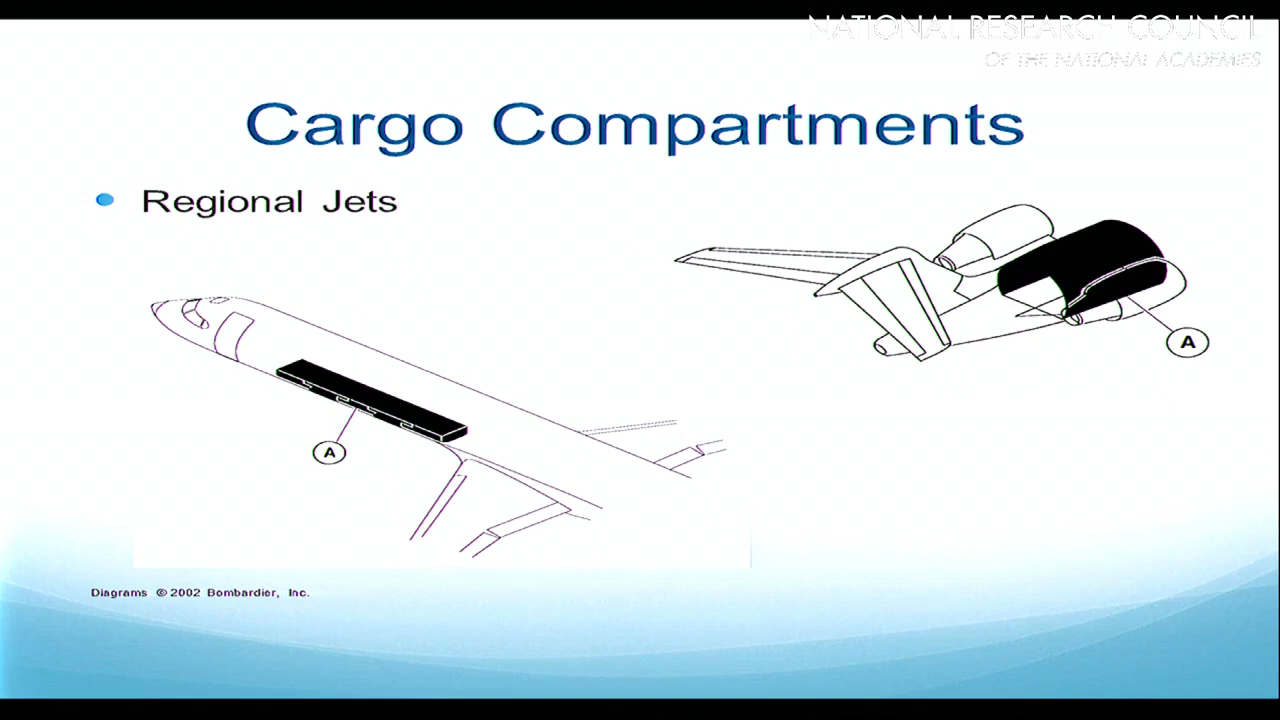 NATIONAL RESEARCH COUNCIL
OF THE NATIONAL ACADEMIES
Cargo Compartments
Regional Jets
A
A
Diagrams © 2002 Bombardier, Inc.